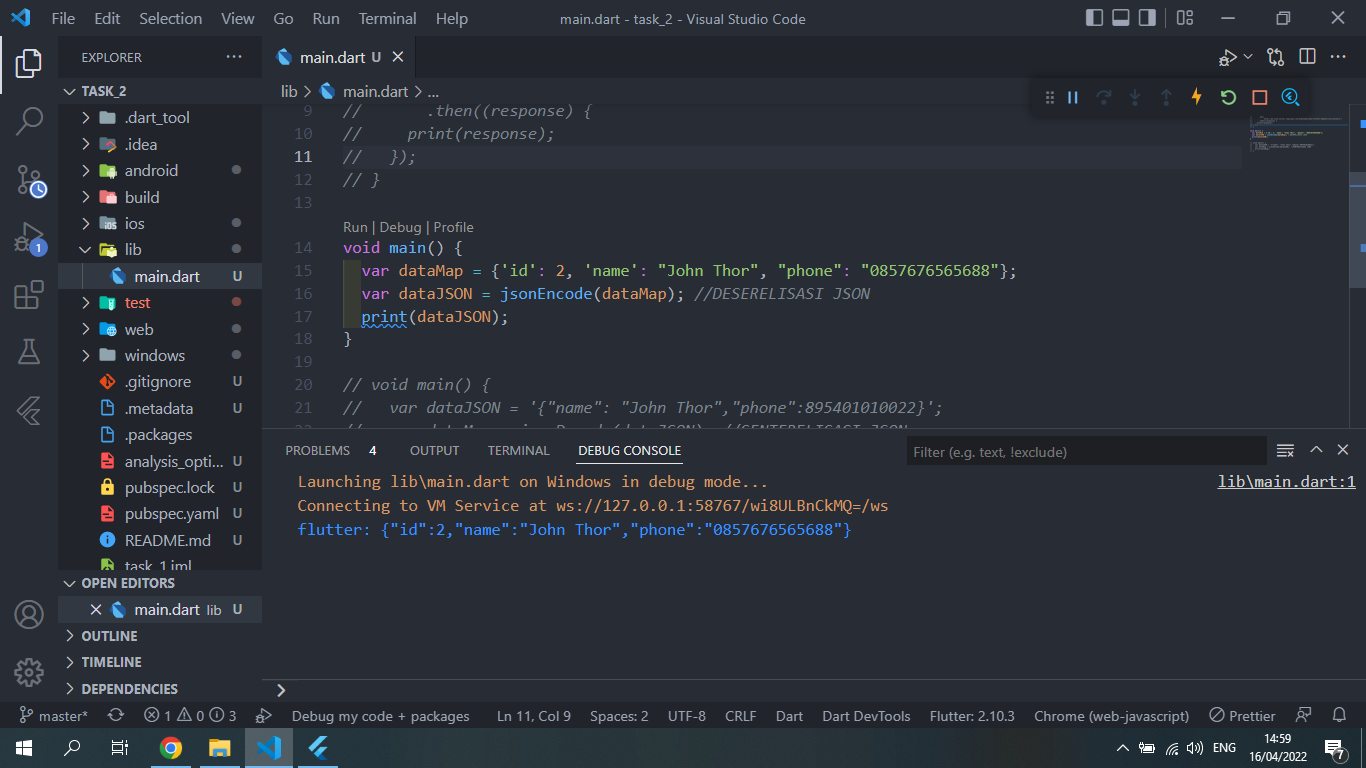 File Edit Selection View Go Run Terminal Help
main.dart - task_2 - Visual Studio Code
EXPLORER
main.dart U
TASK_2
.dart_tool
.idea
android
build
ios
lib
main.dart U
test
web
windows
.gitignore U
.metadata U
.packages U
analysis_opti... U
pubspec.lock U
pubspec.yaml U
README.md U
task_1.iml
OPEN EDITORS
main.dart lib U
OUTLINE
TIMELINE
DEPENDENCIES
1
lib > main.dart > ...
9 // .then((response) {
10 // print(response);
11 // });
12 // }
13
Run | Debug | Profile
14 void main() {
15 var dataMap = {'id': 2, 'name': "John Thor", "phone": "0857676565688"};
16 var dataJSON = jsonEncode(dataMap); //DESERELISASI JSON
17 print(dataJSON);
18 }
19
20 // void main() {
21 // var dataJSON = '{"name": "John Thor","phone":895401010022}';
PROBLEMS 4 OUTPUT TERMINAL DEBUG CONSOLE
Filter (e.g. text, !exclude)
Launching lib\main.dart on Windows in debug mode...
lib\main.dart:1
Connecting to VM Service at ws://127.0.0.1:58767/wi8ULBnCkMQ=/ws
flutter: {"id":2,"name":"John Thor","phone":"0857676565688"}
master* 1 0 3 Debug my code + packages Ln 11, Col 9 Spaces: 2 UTF-8 CRLF Dart Dart DevTools Flutter: 2.10.3 Chrome (web-javascript) Prettier
ENG
14:59
16/04/2022
7